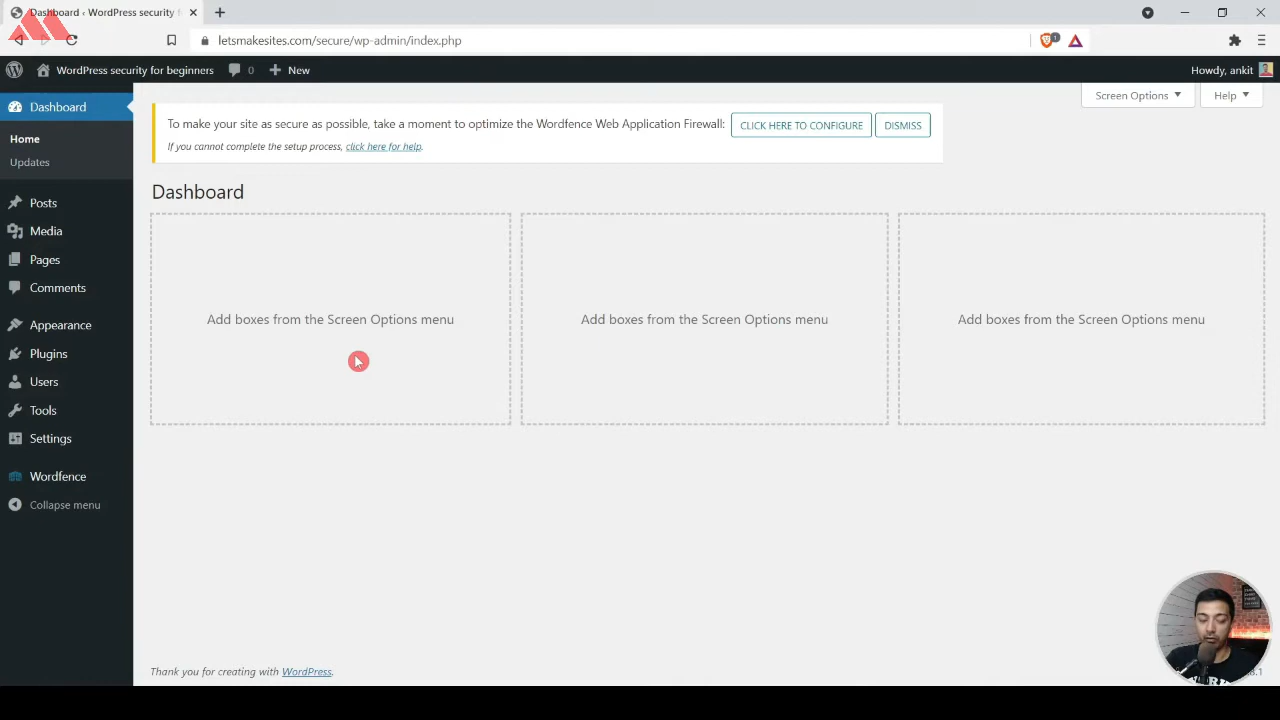 Dashboard ‹ WordPress security f
letsmakesites.com/secure/wp-admin/index.php
1
WordPress security for beginners
0
New
Howdy, ankit
Dashboard
Home
Updates
Posts
Media
Pages
Comments
Appearance
Plugins
Users
Tools
Settings
Wordfence
Collapse menu
Screen Options
Help
To make your site as secure as possible, take a moment to optimize the Wordfence Web Application Firewall:
CLICK HERE TO CONFIGURE
DISMISS
If you cannot complete the setup process, click here for help.
Dashboard
Add boxes from the Screen Options menu
Add boxes from the Screen Options menu
Add boxes from the Screen Options menu
Thank you for creating with WordPress.